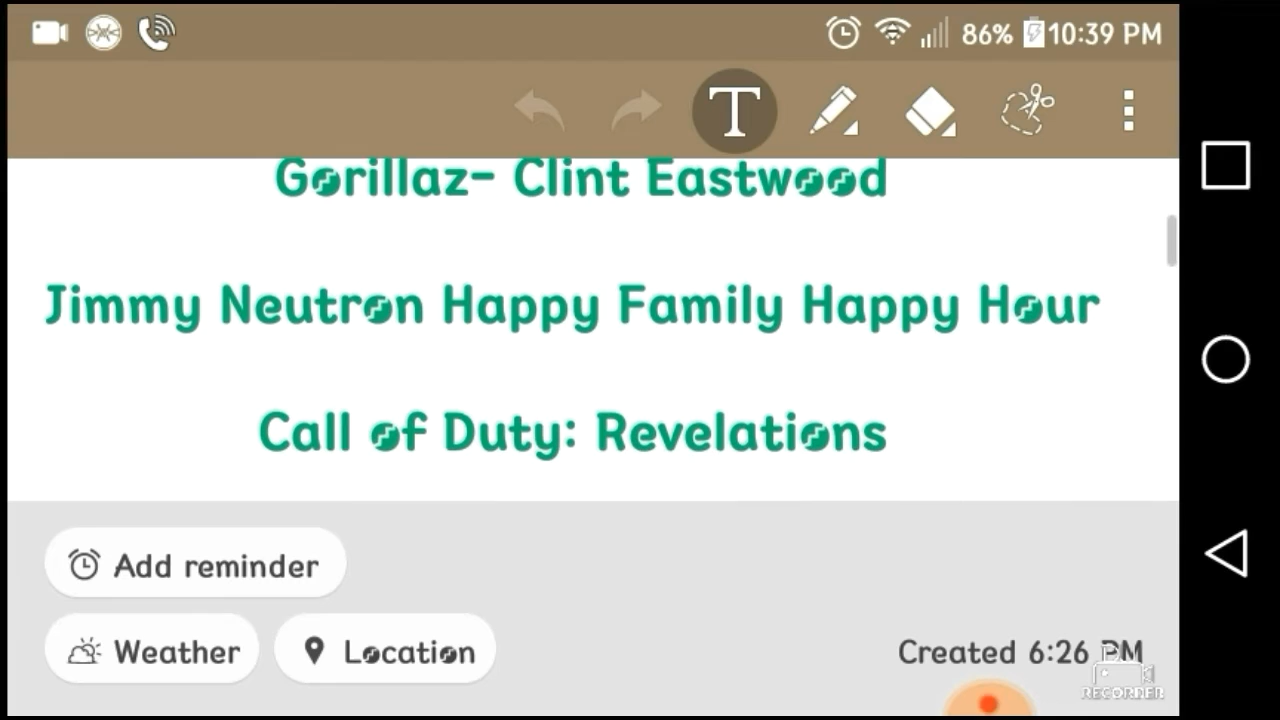 86% 10:39 PM
T
Gorillaz- Clint Eastwood
Jimmy Neutron Happy Family Happy Hour
Call of Duty: Revelations
Add reminder
Weather
Location
Created 6:26 PM
RECORDER